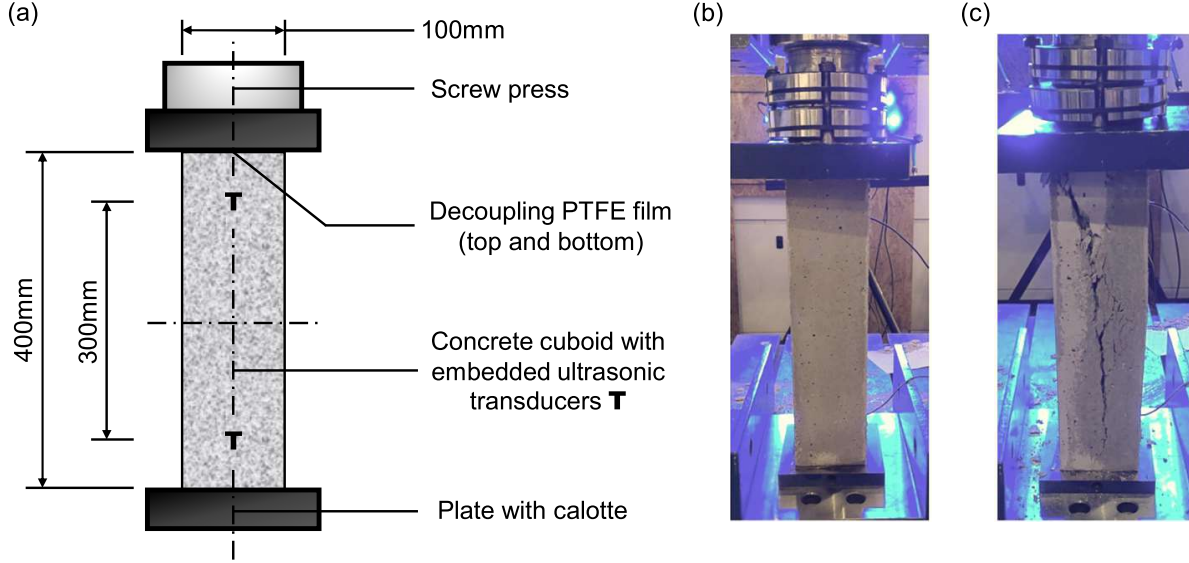 (a)
100mm
Screw press
Decoupling PTFE film
(top and bottom)
400mm
300mm
T
T
Concrete cuboid with
embedded ultrasonic
transducers T
Plate with calotte
(b)
(c)